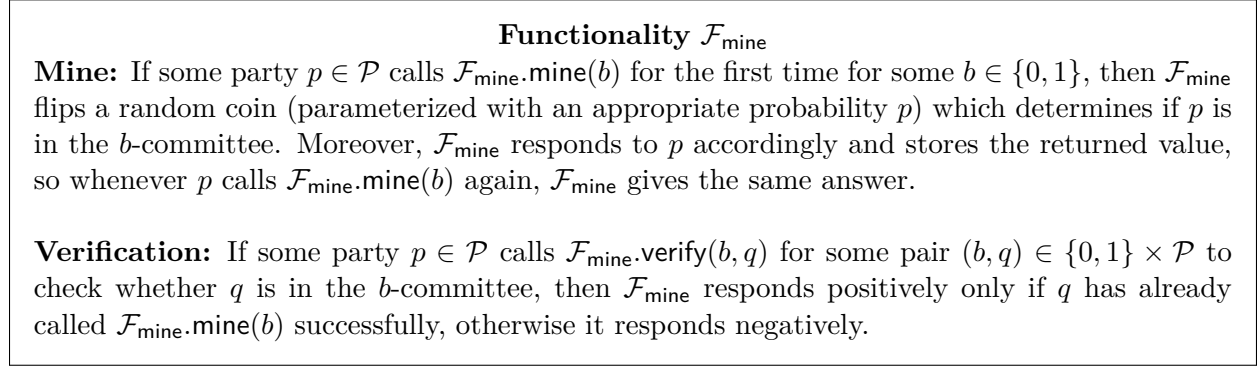 Functionality $\mathcal{F}_{\mathsf{mine}}$
Mine: If some party $p \in \mathcal{P}$ calls $\mathcal{F}_{\mathsf{mine}}.\mathsf{mine}(b)$ for the first time for some $b \in \{0, 1\}$, then $\mathcal{F}_{\mathsf{mine}}$
flips a random coin (parameterized with an appropriate probability $p$) which determines if $p$ is
in the $b$-committee. Moreover, $\mathcal{F}_{\mathsf{mine}}$ responds to $p$ accordingly and stores the returned value,
so whenever $p$ calls $\mathcal{F}_{\mathsf{mine}}.\mathsf{mine}(b)$ again, $\mathcal{F}_{\mathsf{mine}}$ gives the same answer.
Verification: If some party $p \in \mathcal{P}$ calls $\mathcal{F}_{\mathsf{mine}}.\mathsf{verify}(b, q)$ for some pair $(b, q) \in \{0, 1\} \times \mathcal{P}$ to
check whether $q$ is in the $b$-committee, then $\mathcal{F}_{\mathsf{mine}}$ responds positively only if $q$ has already
called $\mathcal{F}_{\mathsf{mine}}.\mathsf{mine}(b)$ successfully, otherwise it responds negatively.